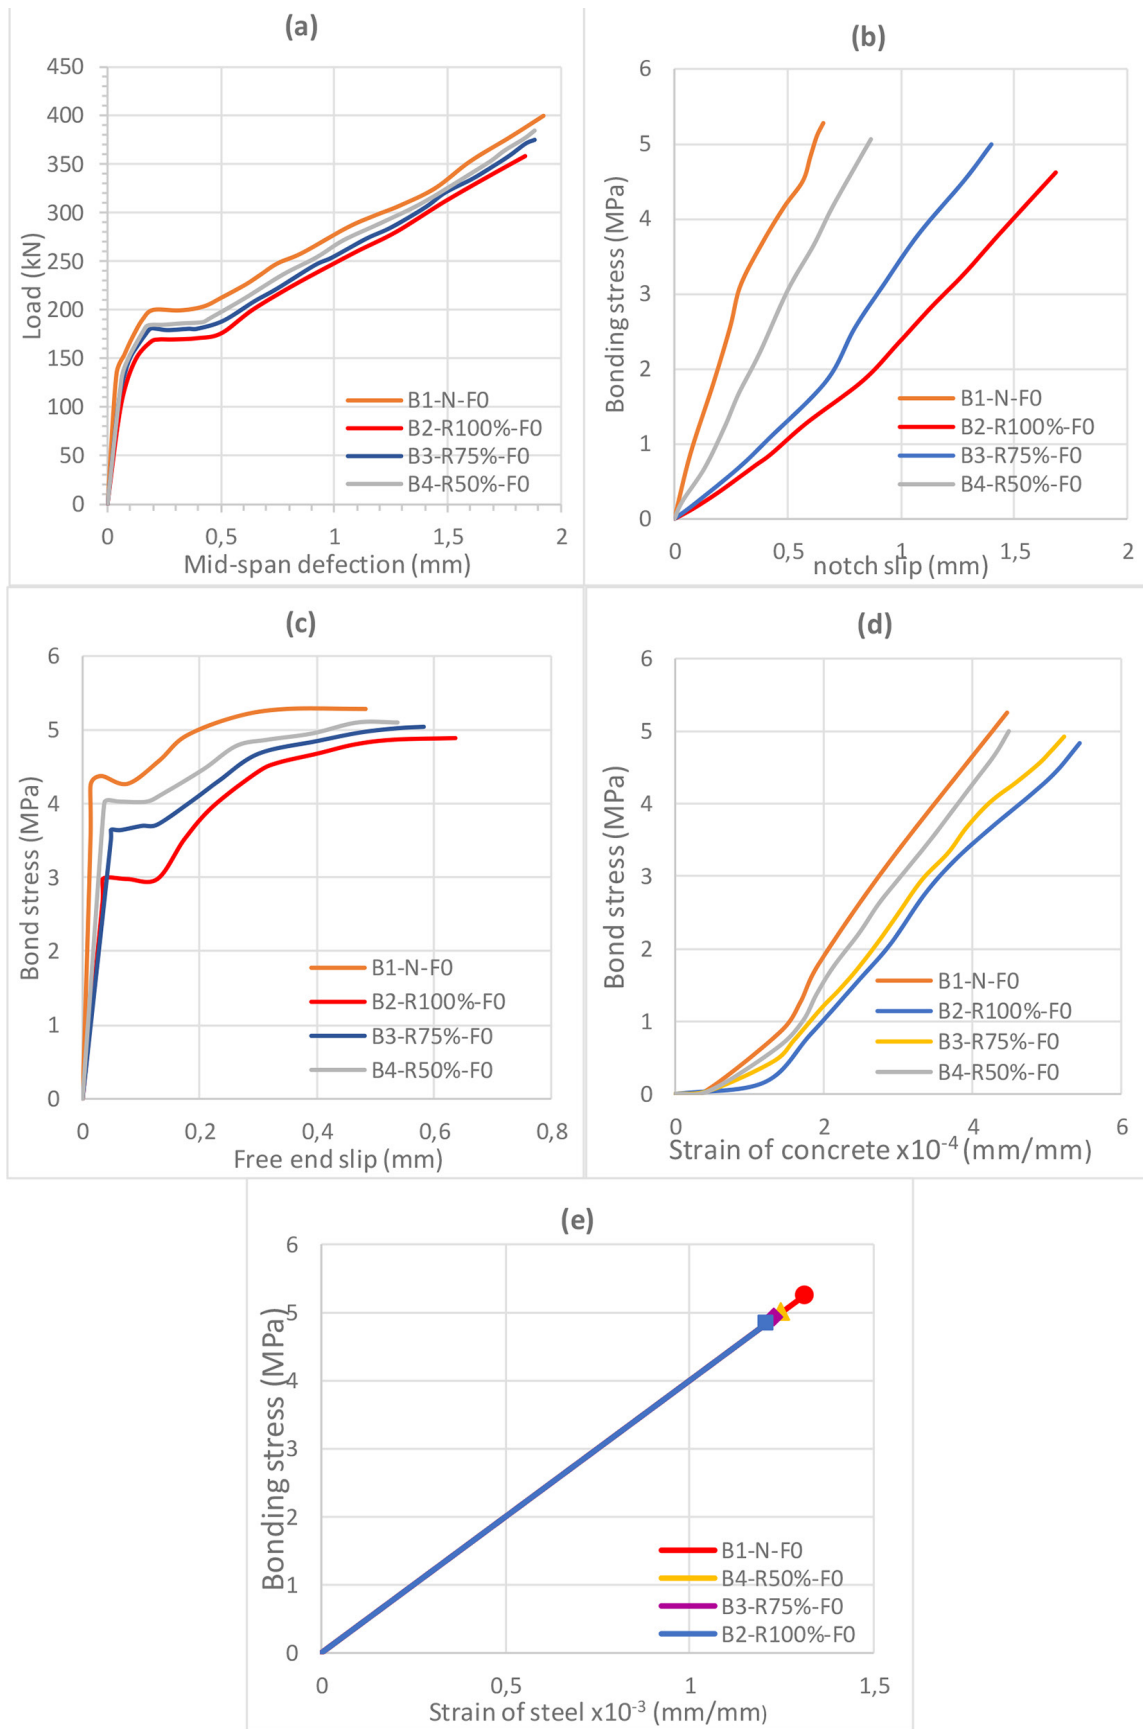 (a)
450
400
350
300
250
200
150
100
50
0
Load (kN)
B1-N-F0
B2-R100%-F0
B3-R75%-F0
B4-R50%-F0
0 0,5 1 1,5 2
Mid-span defection (mm)
(b)
6
5
4
3
2
1
0
Bonding stress (MPa)
B1-N-F0
B2-R100%-F0
B3-R75%-F0
B4-R50%-F0
0 0,5 1 1,5 2
notch slip (mm)
(c)
6
5
4
3
2
1
0
Bond stress (MPa)
B1-N-F0
B2-R100%-F0
B3-R75%-F0
B4-R50%-F0
0 0,2 0,4 0,6 0,8
Free end slip (mm)
(d)
6
5
4
3
2
1
0
Bond stress (MPa)
B1-N-F0
B2-R100%-F0
B3-R75%-F0
B4-R50%-F0
0 2 4 6
Strain of concrete x10⁻⁴ (mm/mm)
(e)
6
5
4
3
2
1
0
Bonding stress (MPa)
B1-N-F0
B4-R50%-F0
B3-R75%-F0
B2-R100%-F0
0 0,5 1 1,5
Strain of steel x10⁻³ (mm/mm)